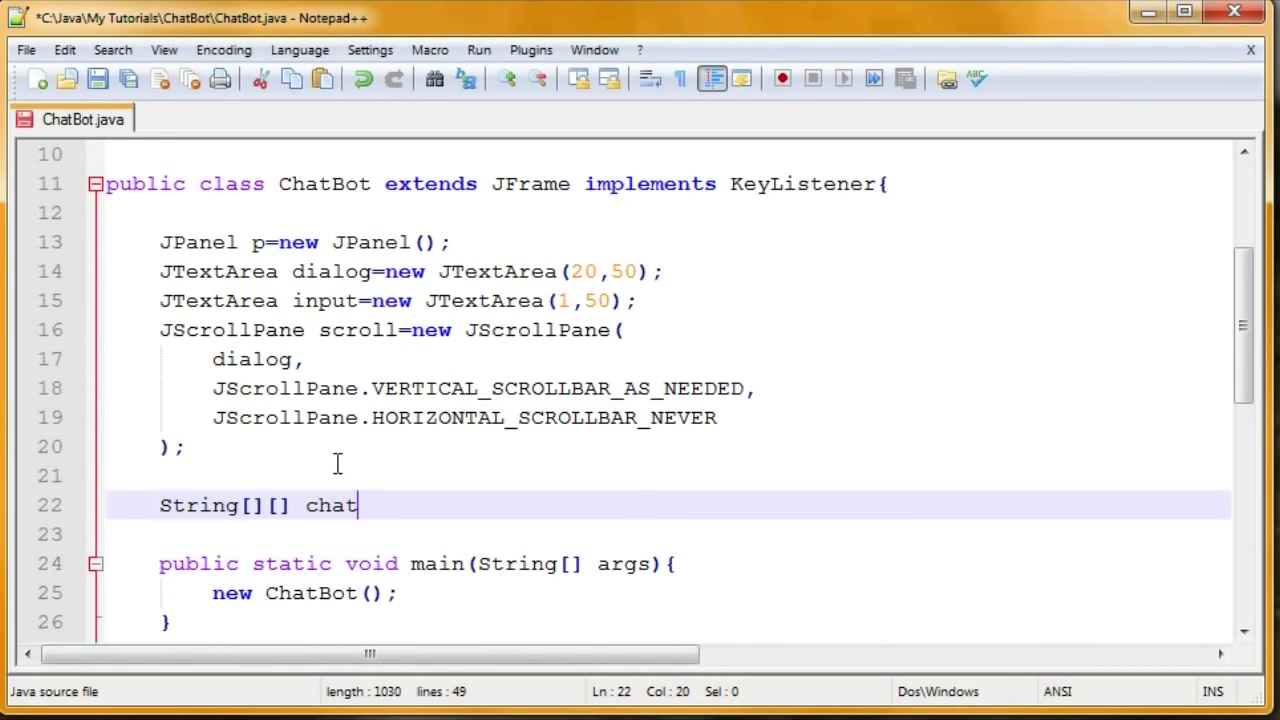 *C:\Java\My Tutorials\ChatBot\ChatBot.java - Notepad++
File Edit Search View Encoding Language Settings Macro Run Plugins Window ? X
ChatBot.java
10
11 public class ChatBot extends JFrame implements KeyListener{
12
13 JPanel p=new JPanel();
14 JTextArea dialog=new JTextArea(20,50);
15 JTextArea input=new JTextArea(1,50);
16 JScrollPane scroll=new JScrollPane(
17 dialog,
18 JScrollPane.VERTICAL_SCROLLBAR_AS_NEEDED,
19 JScrollPane.HORIZONTAL_SCROLLBAR_NEVER
20 );
21
22 String[][] chat
23
24 public static void main(String[] args){
25 new ChatBot();
26 }
Java source file length : 1030 lines : 49 Ln : 22 Col : 20 Sel : 0 Dos\Windows ANSI INS